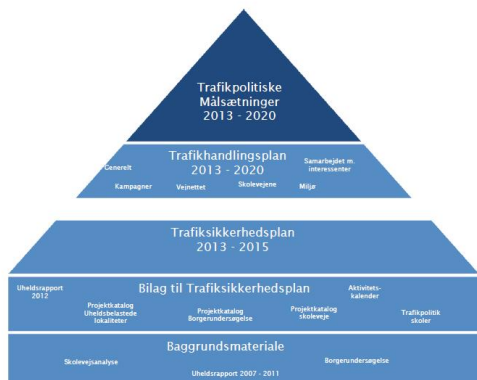 Trafikpolitiske
Målsætninger
2013 - 2020
Trafikhandlingsplan
2013 - 2020
Generelt
Samarbejdet m.
interessenter
Kampagner
Vejnettet
Skolevejene
Miljø
Trafiksikkerhedsplan
2013 - 2015
Uheldsrapport
2012
Bilag til Trafiksikkerhedsplan
Aktivitets-
kalender
Projektkatalog
Uheldsbelastede
lokaliteter
Projektkatalog
Borgerundersøgelse
Projektkatalog
skoleveje
Trafikpolitik
skoler
Baggrundsmateriale
Skolevejsanalyse
Borgerundersøgelse
Uheldsrapport 2007 - 2011